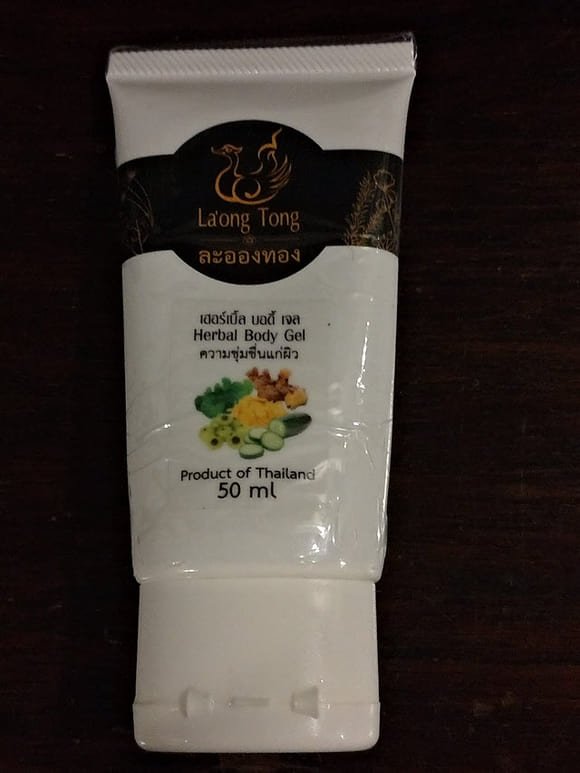 La'ong Tong
ละอองทอง
เฮอร์เบิ้ล บอดี้ เจล
Herbal Body Gel
ความชุ่มชื่นแก่ผิว
Product of Thailand
50 ml